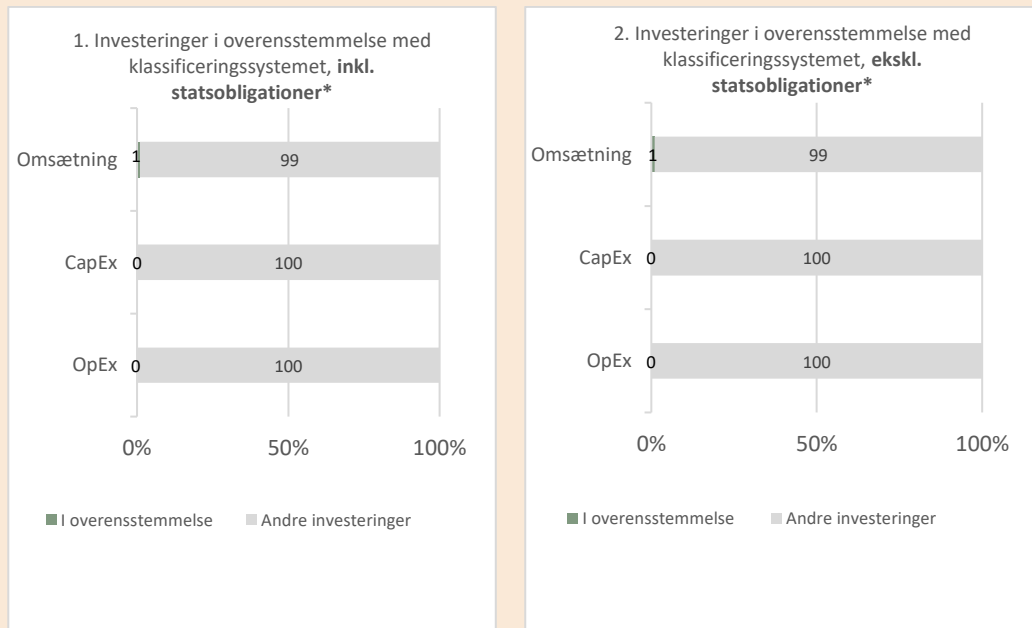 1. Investeringer i overensstemmelse med
klassificeringssystemet, inkl.
statsobligationer*
Omsætning 1 99
CapEx 0 100
OpEx 0 100
0% 50% 100%
I overensstemmelse Andre investeringer
2. Investeringer i overensstemmelse med
klassificeringssystemet, ekskl.
statsobligationer*
Omsætning 1 99
CapEx 0 100
OpEx 0 100
0% 50% 100%
I overensstemmelse Andre investeringer